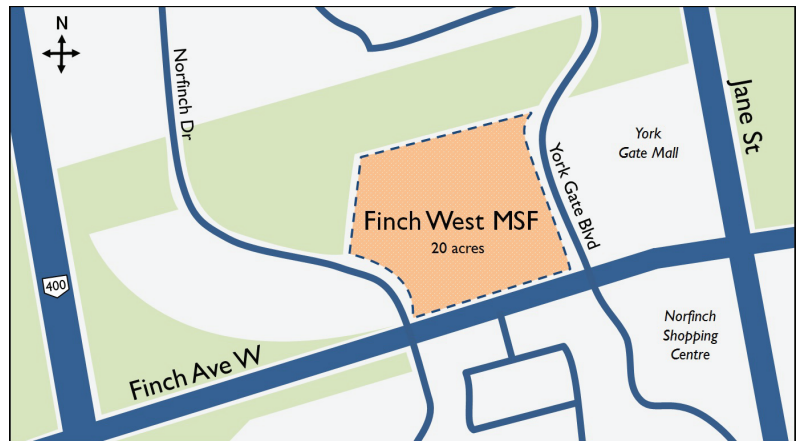 N
Norfinch Dr
Jane St
York
Gate Mall
York Gate Blvd
Finch West MSF
20 acres
400
Norfinch
Shopping
Centre
Finch Ave W